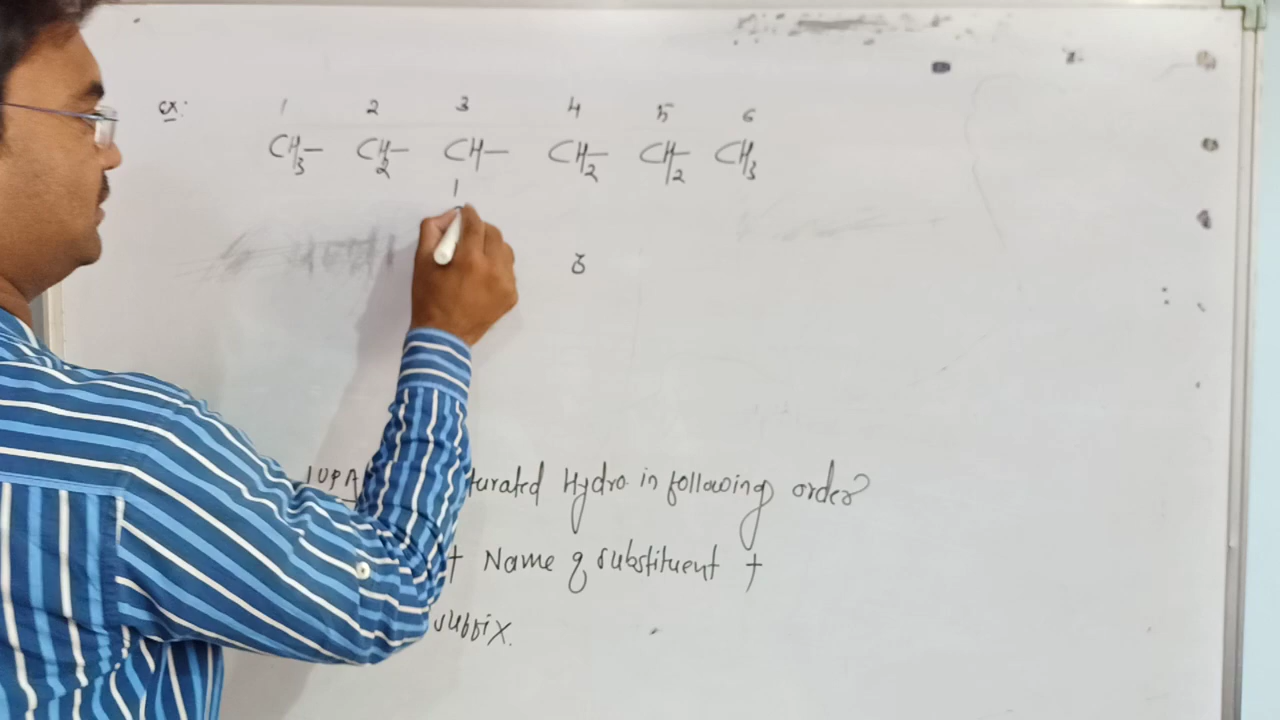 ex: 1 2 3 4 5 6
CH3— CH2— CH— CH2— CH2— CH3
IUPA turated Hydro. in following order
+ Name of substituent +
suffix.